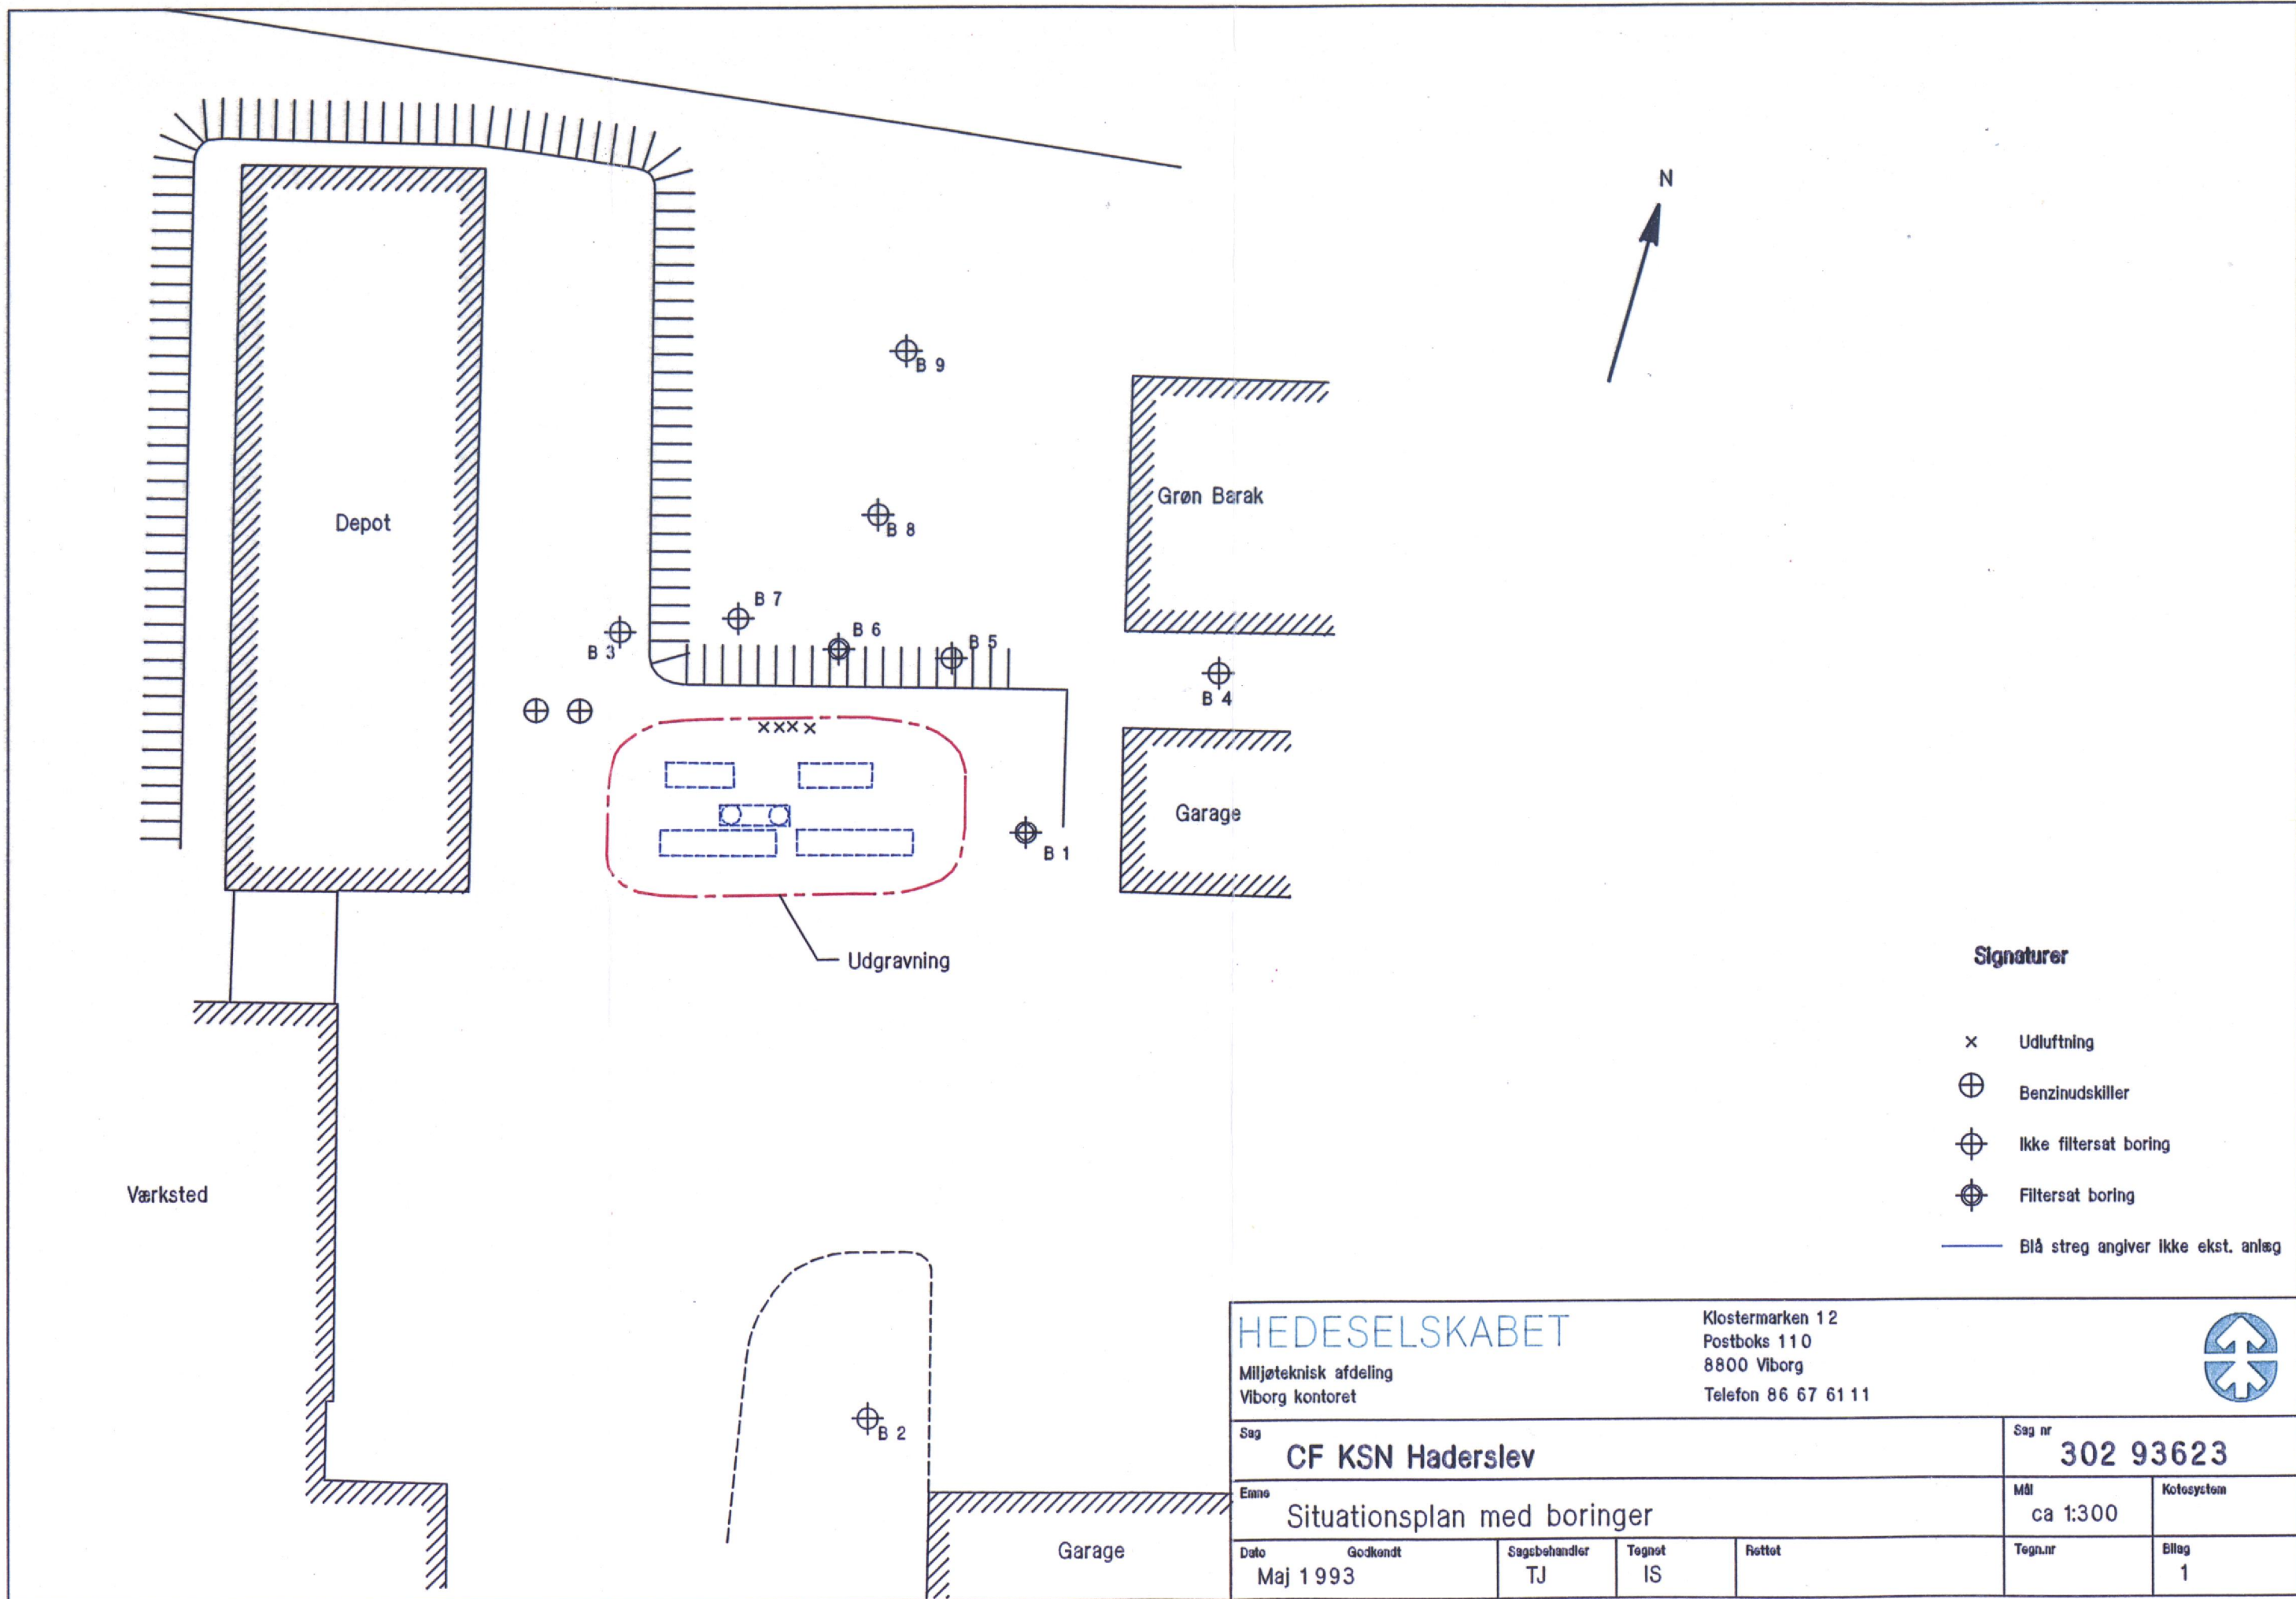 N
B 9
Grøn Barak
Depot
B 8
B 7
B 6
B 5
B 3
B 4
××× ×
Garage
B 1
Udgravning
Signaturer
× Udluftning
Benzinudskiller
Ikke filtersat boring
Filtersat boring
Blå streg angiver ikke ekst. anlæg
Værksted
B 2
Garage
HEDESELSKABET
Miljøteknisk afdeling
Viborg kontoret
Klostermarken 12
Postboks 110
8800 Viborg
Telefon 86 67 61 11
Sag
CF KSN Haderslev
Sag nr
302 93623
Emne
Situationsplan med boringer
Mål
ca 1:300
Kotesystem
Dato
Maj 1993
Godkendt
Sagsbehandler
TJ
Tegnet
IS
Rettet
Tegn.nr
Bilag
1